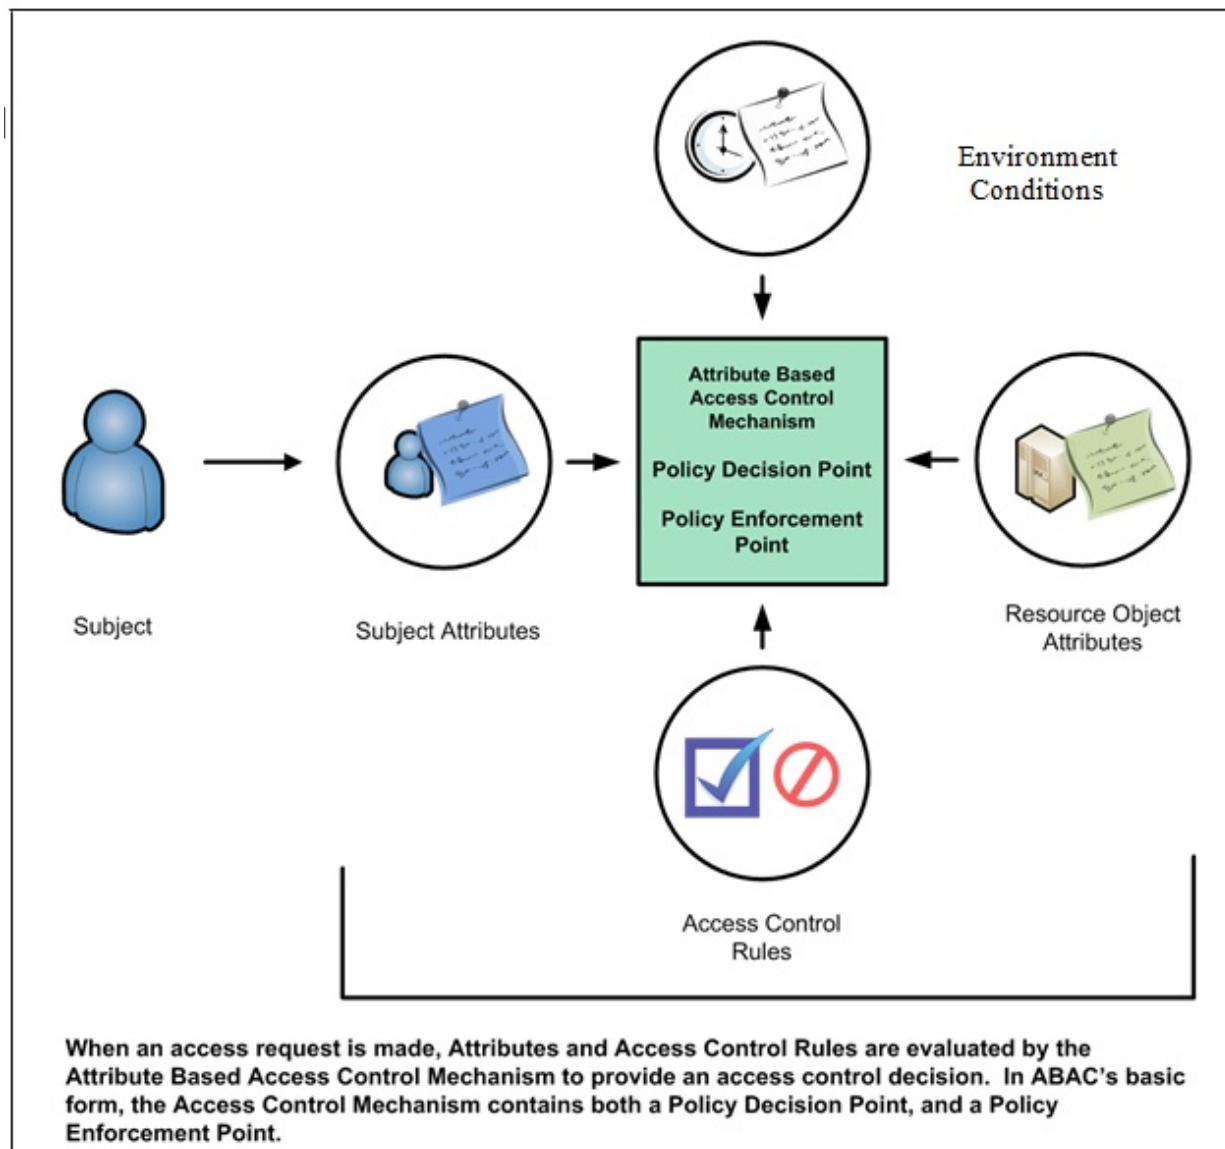 Environment
Conditions
Attribute Based
Access Control
Mechanism
Policy Decision Point
Policy Enforcement
Point
Subject
Subject Attributes
Resource Object
Attributes
Access Control
Rules
When an access request is made, Attributes and Access Control Rules are evaluated by the
Attribute Based Access Control Mechanism to provide an access control decision.  In ABAC's basic
form, the Access Control Mechanism contains both a Policy Decision Point, and a Policy
Enforcement Point.